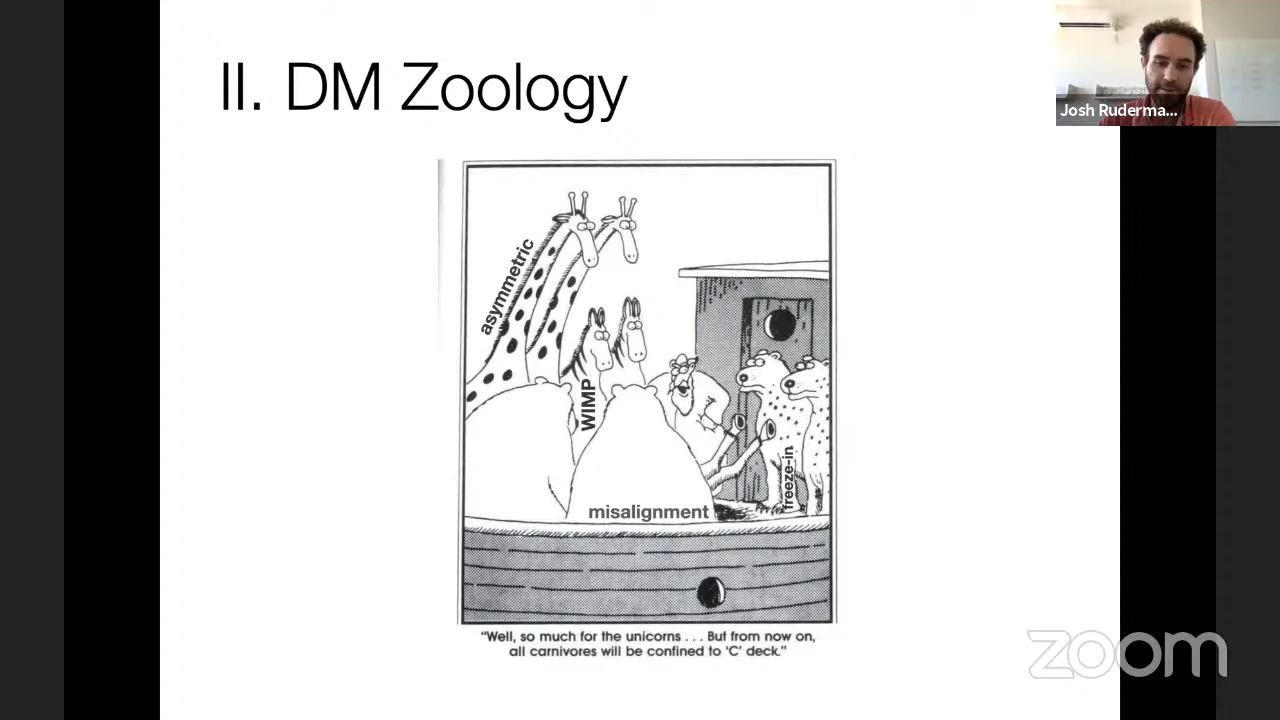 II. DM Zoology
Josh Ruderma...
asymmetric
WIMP
freeze-in
misalignment
"Well, so much for the unicorns . . . But from now on,
all carnivores will be confined to 'C' deck."
zoom